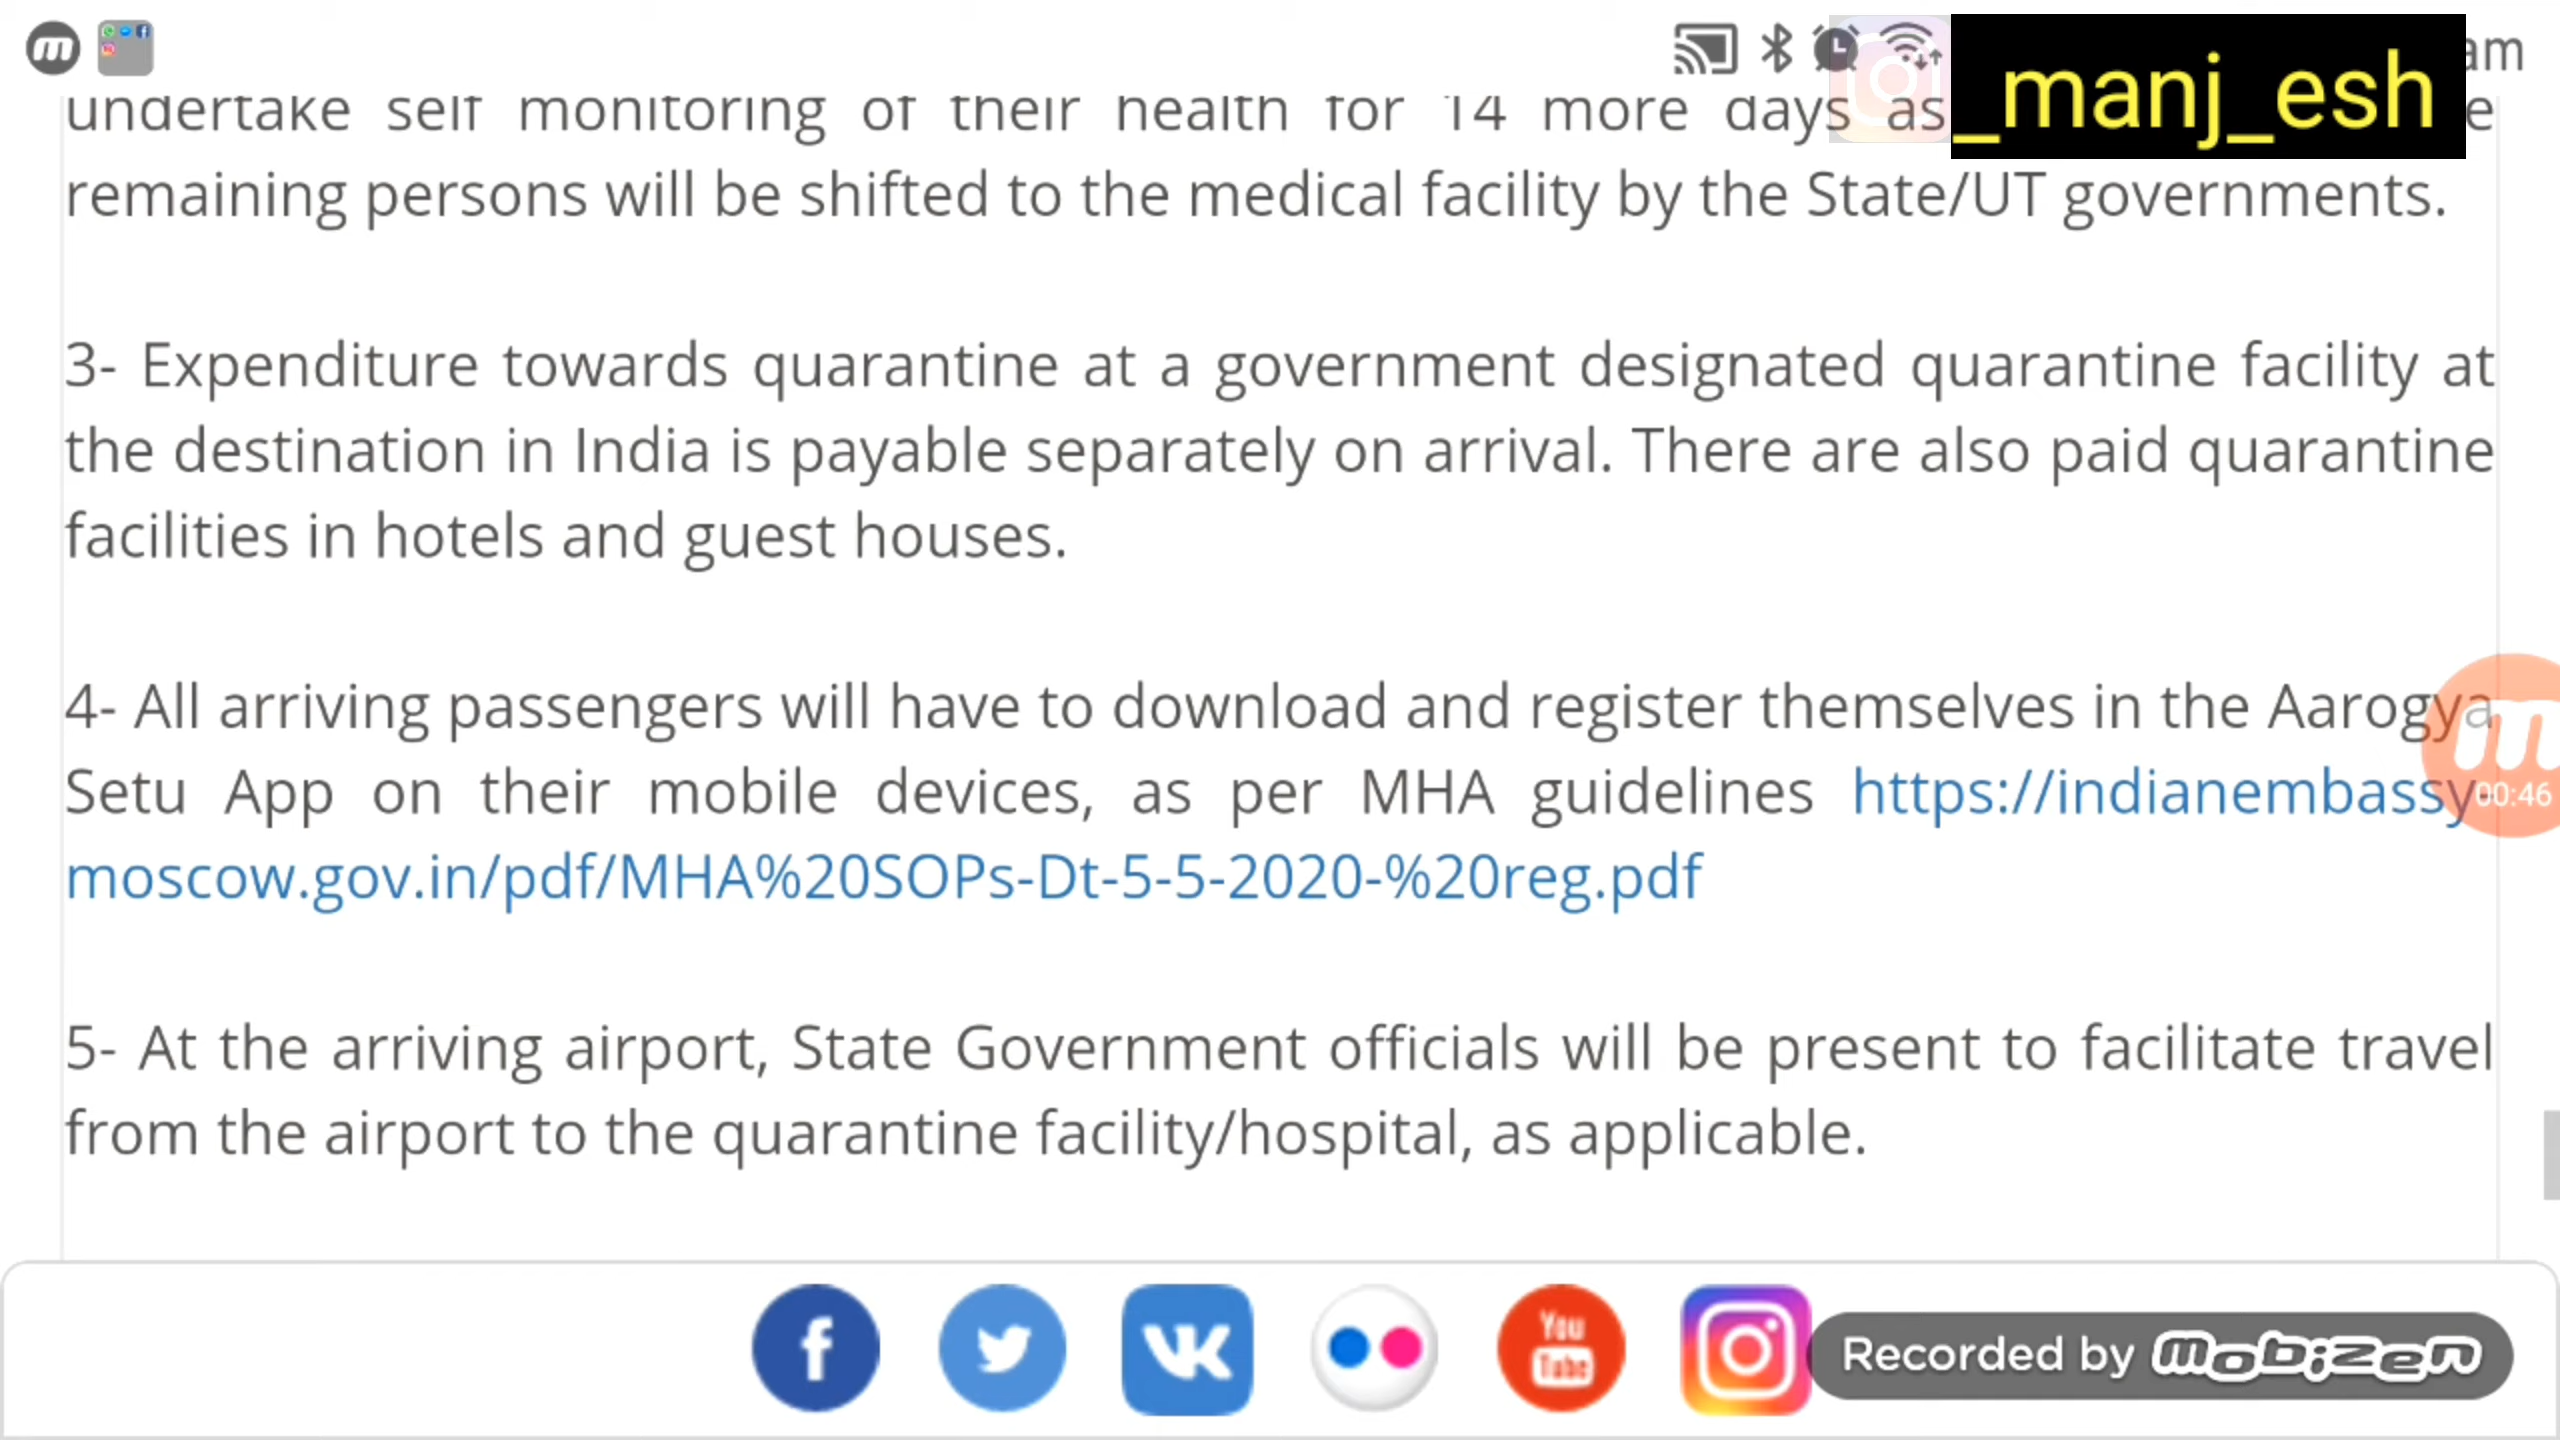 am
_manj_esh
undertake self monitoring of their health for 14 more days as
remaining persons will be shifted to the medical facility by the State/UT governments.
3- Expenditure towards quarantine at a government designated quarantine facility at
the destination in India is payable separately on arrival. There are also paid quarantine
facilities in hotels and guest houses.
4- All arriving passengers will have to download and register themselves in the Aarogya
Setu App on their mobile devices, as per MHA guidelines https://indianembassy-
00:46
moscow.gov.in/pdf/MHA%20SOPs-Dt-5-5-2020-%20reg.pdf
5- At the arriving airport, State Government officials will be present to facilitate travel
from the airport to the quarantine facility/hospital, as applicable.
You
Tube
Recorded by mobizen